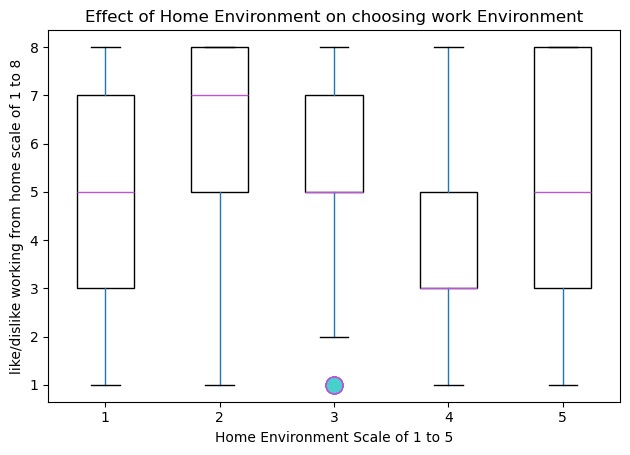 Effect of Home Environment on choosing work Environment
like/dislike working from home scale of 1 to 8
8
7
6
5
4
3
2
1
1 2 3 4 5
Home Environment Scale of 1 to 5